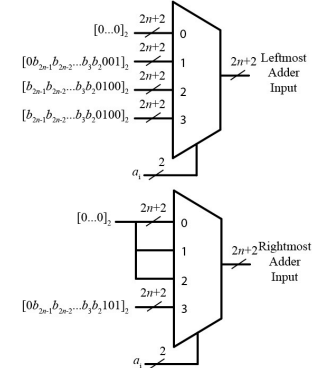 [0...0]₂ 2n+2 0
[0b₂ₙ₋₁b₂ₙ₋₂...b₃b₂001]₂ 2n+2 1 2n+2 Leftmost
[b₂ₙ₋₁b₂ₙ₋₂...b₃b₂0100]₂ 2n+2 2 Adder
[b₂ₙ₋₁b₂ₙ₋₂...b₃b₂0100]₂ 2n+2 3 Input
aᵢ 2
[0...0]₂ 2n+2 0
1 2n+2 Rightmost
2 Adder
[0b₂ₙ₋₁b₂ₙ₋₂...b₃b₂101]₂ 2n+2 3 Input
aᵢ 2